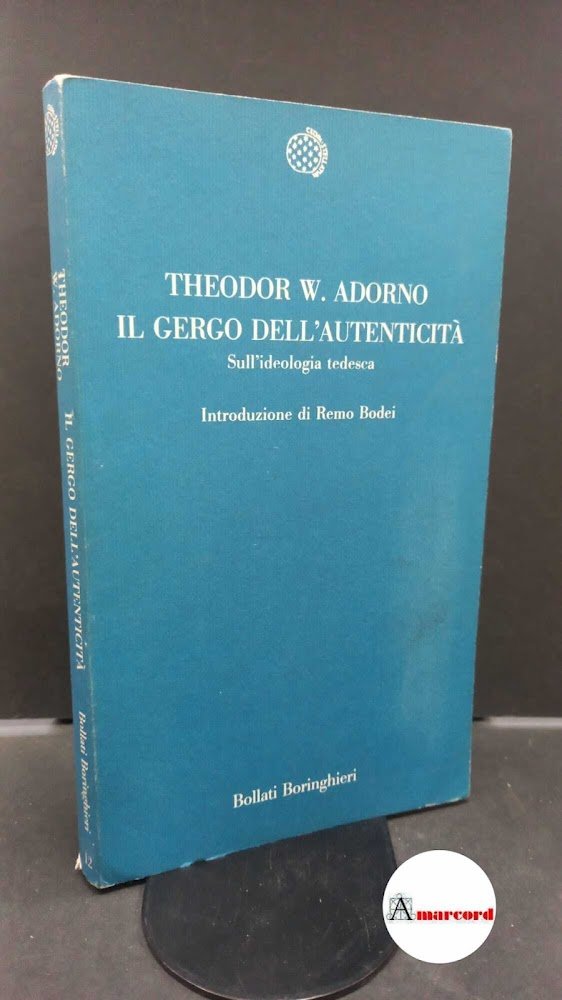 THEODOR W. ADORNO
IL GERGO DELL'AUTENTICITÀ
Sull'ideologia tedesca
Introduzione di Remo Bodei
Bollati Boringhieri
THEODOR
W. ADORNO
IL GERGO DELL'AUTENTICITÀ
Bollati Boringhieri
12
Amarcord